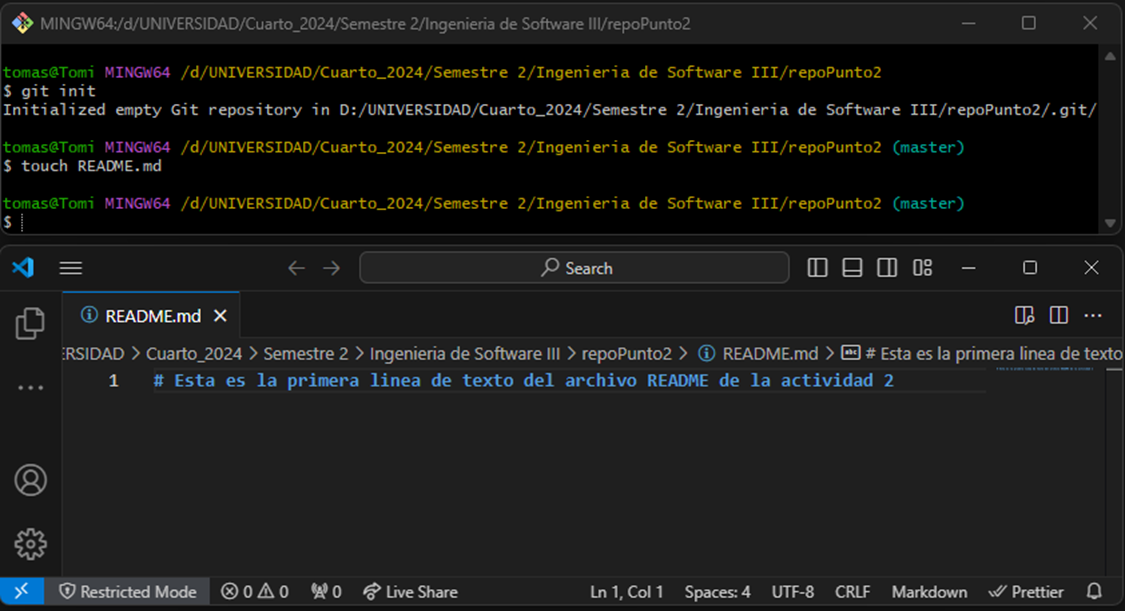 MINGW64:/d/UNIVERSIDAD/Cuarto_2024/Semestre 2/Ingenieria de Software III/repoPunto2
tomas@Tomi MINGW64 /d/UNIVERSIDAD/Cuarto_2024/Semestre 2/Ingenieria de Software III/repoPunto2
$ git init
Initialized empty Git repository in D:/UNIVERSIDAD/Cuarto_2024/Semestre 2/Ingenieria de Software III/repoPunto2/.git/
tomas@Tomi MINGW64 /d/UNIVERSIDAD/Cuarto_2024/Semestre 2/Ingenieria de Software III/repoPunto2 (master)
$ touch README.md
tomas@Tomi MINGW64 /d/UNIVERSIDAD/Cuarto_2024/Semestre 2/Ingenieria de Software III/repoPunto2 (master)
$
Search
README.md
ERSIDAD > Cuarto_2024 > Semestre 2 > Ingenieria de Software III > repoPunto2 > README.md > # Esta es la primera linea de texto
1 # Esta es la primera linea de texto del archivo README de la actividad 2
Restricted Mode 0 0 0 Live Share Ln 1, Col 1 Spaces: 4 UTF-8 CRLF Markdown Prettier